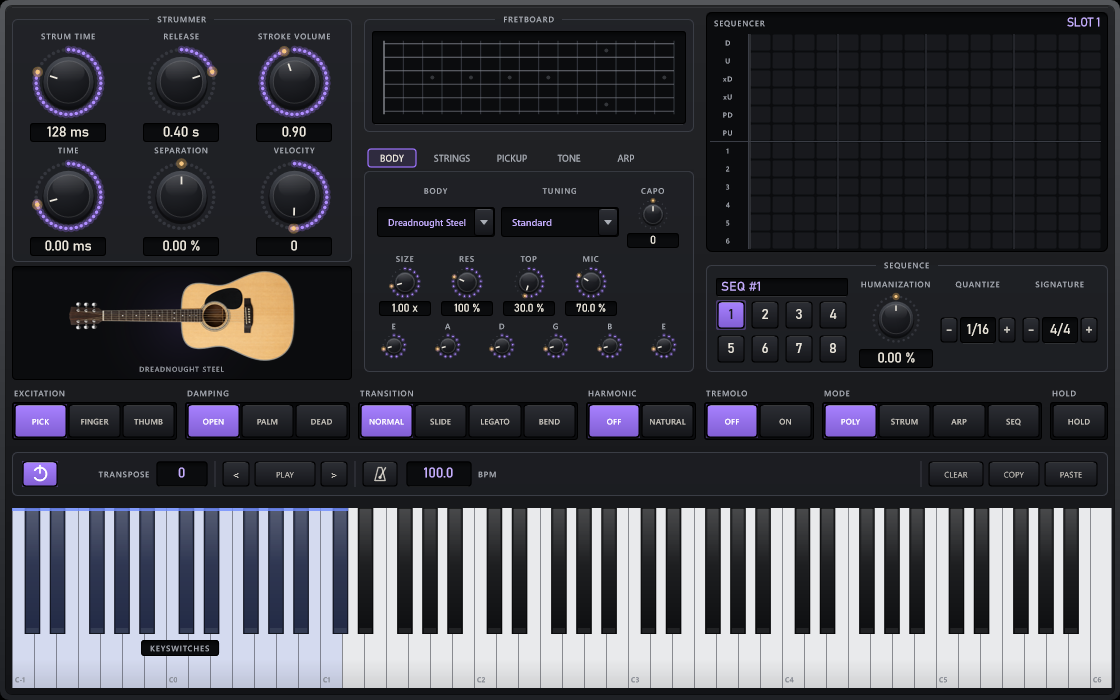 STRUMMER
STRUM TIME RELEASE STROKE VOLUME
128 ms 0.40 s 0.90
TIME SEPARATION VELOCITY
0.00 ms 0.00 % 0
DREADNOUGHT STEEL
FRETBOARD
BODY STRINGS PICKUP TONE ARP
BODY TUNING CAPO
Dreadnought Steel Standard
0
SIZE RES TOP MIC
1.00 x 100 % 30.0 % 70.0 %
E A D G B E
SEQUENCER SLOT 1
D
U
xD
xU
PD
PU
1
2
3
4
5
6
SEQUENCE
SEQ #1 HUMANIZATION QUANTIZE SIGNATURE
1 2 3 4
- 1/16 + - 4/4 +
5 6 7 8
0.00 %
EXCITATION DAMPING TRANSITION HARMONIC TREMOLO MODE HOLD
PICK FINGER THUMB OPEN PALM DEAD NORMAL SLIDE LEGATO BEND OFF NATURAL OFF ON POLY STRUM ARP SEQ HOLD
TRANSPOSE 0 < PLAY > 100.0 BPM CLEAR COPY PASTE
KEYSWITCHES
C-1 C0 C1 C2 C3 C4 C5 C6